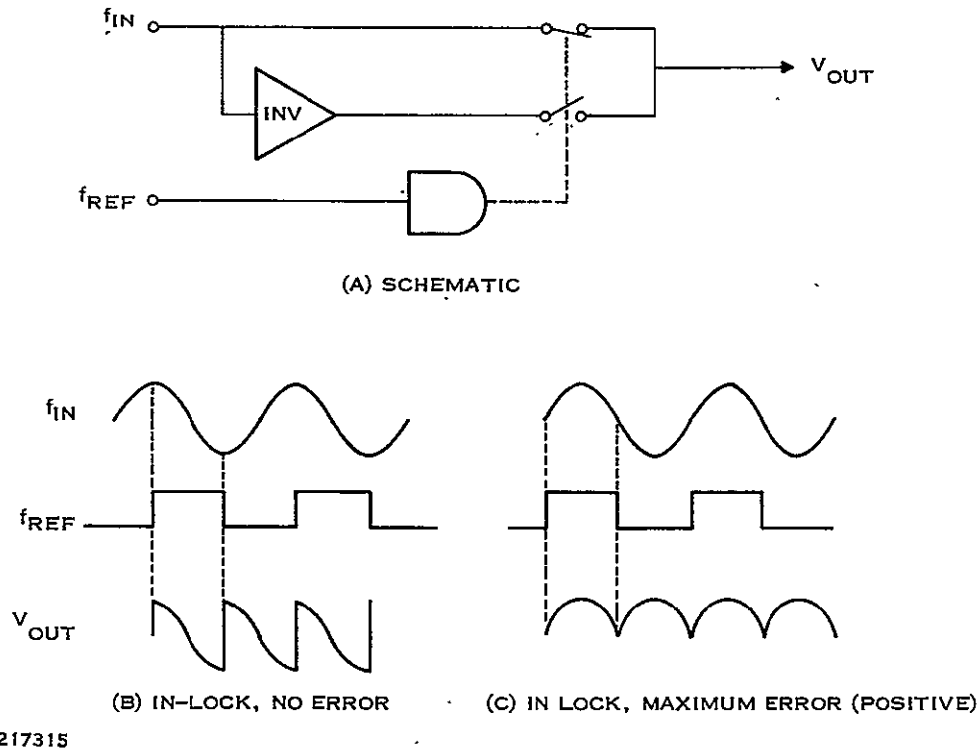 fIN
VOUT
INV
fREF
(A) SCHEMATIC
fIN
fREF
VOUT
(B) IN-LOCK, NO ERROR
(C) IN LOCK, MAXIMUM ERROR (POSITIVE)
217315